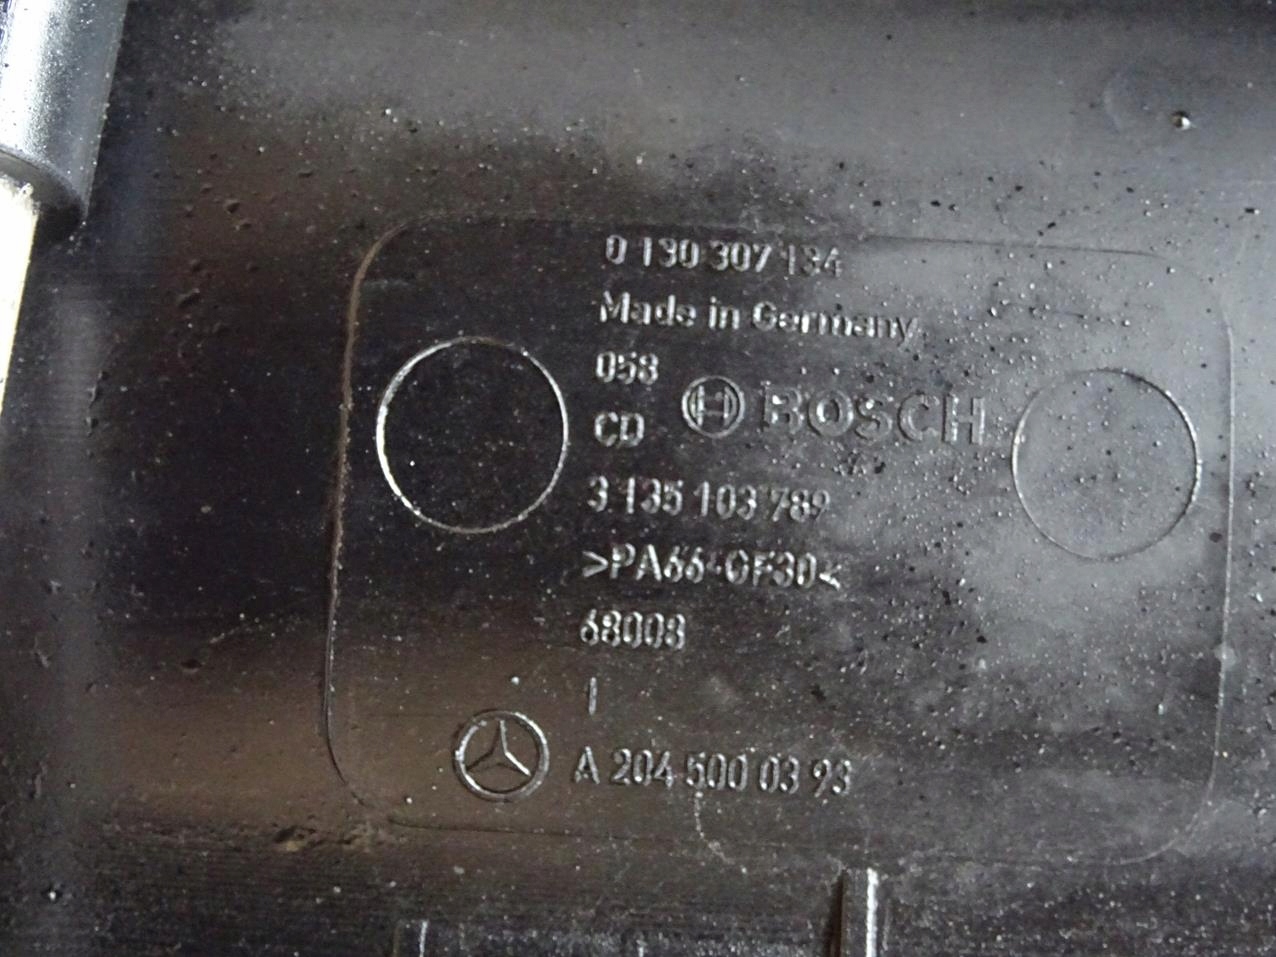 0 130 307 134
Made in Germany
058
BOSCH
CD
3 135 103 789
>PA66-GF30<
68008
I
A 204 500 03 93